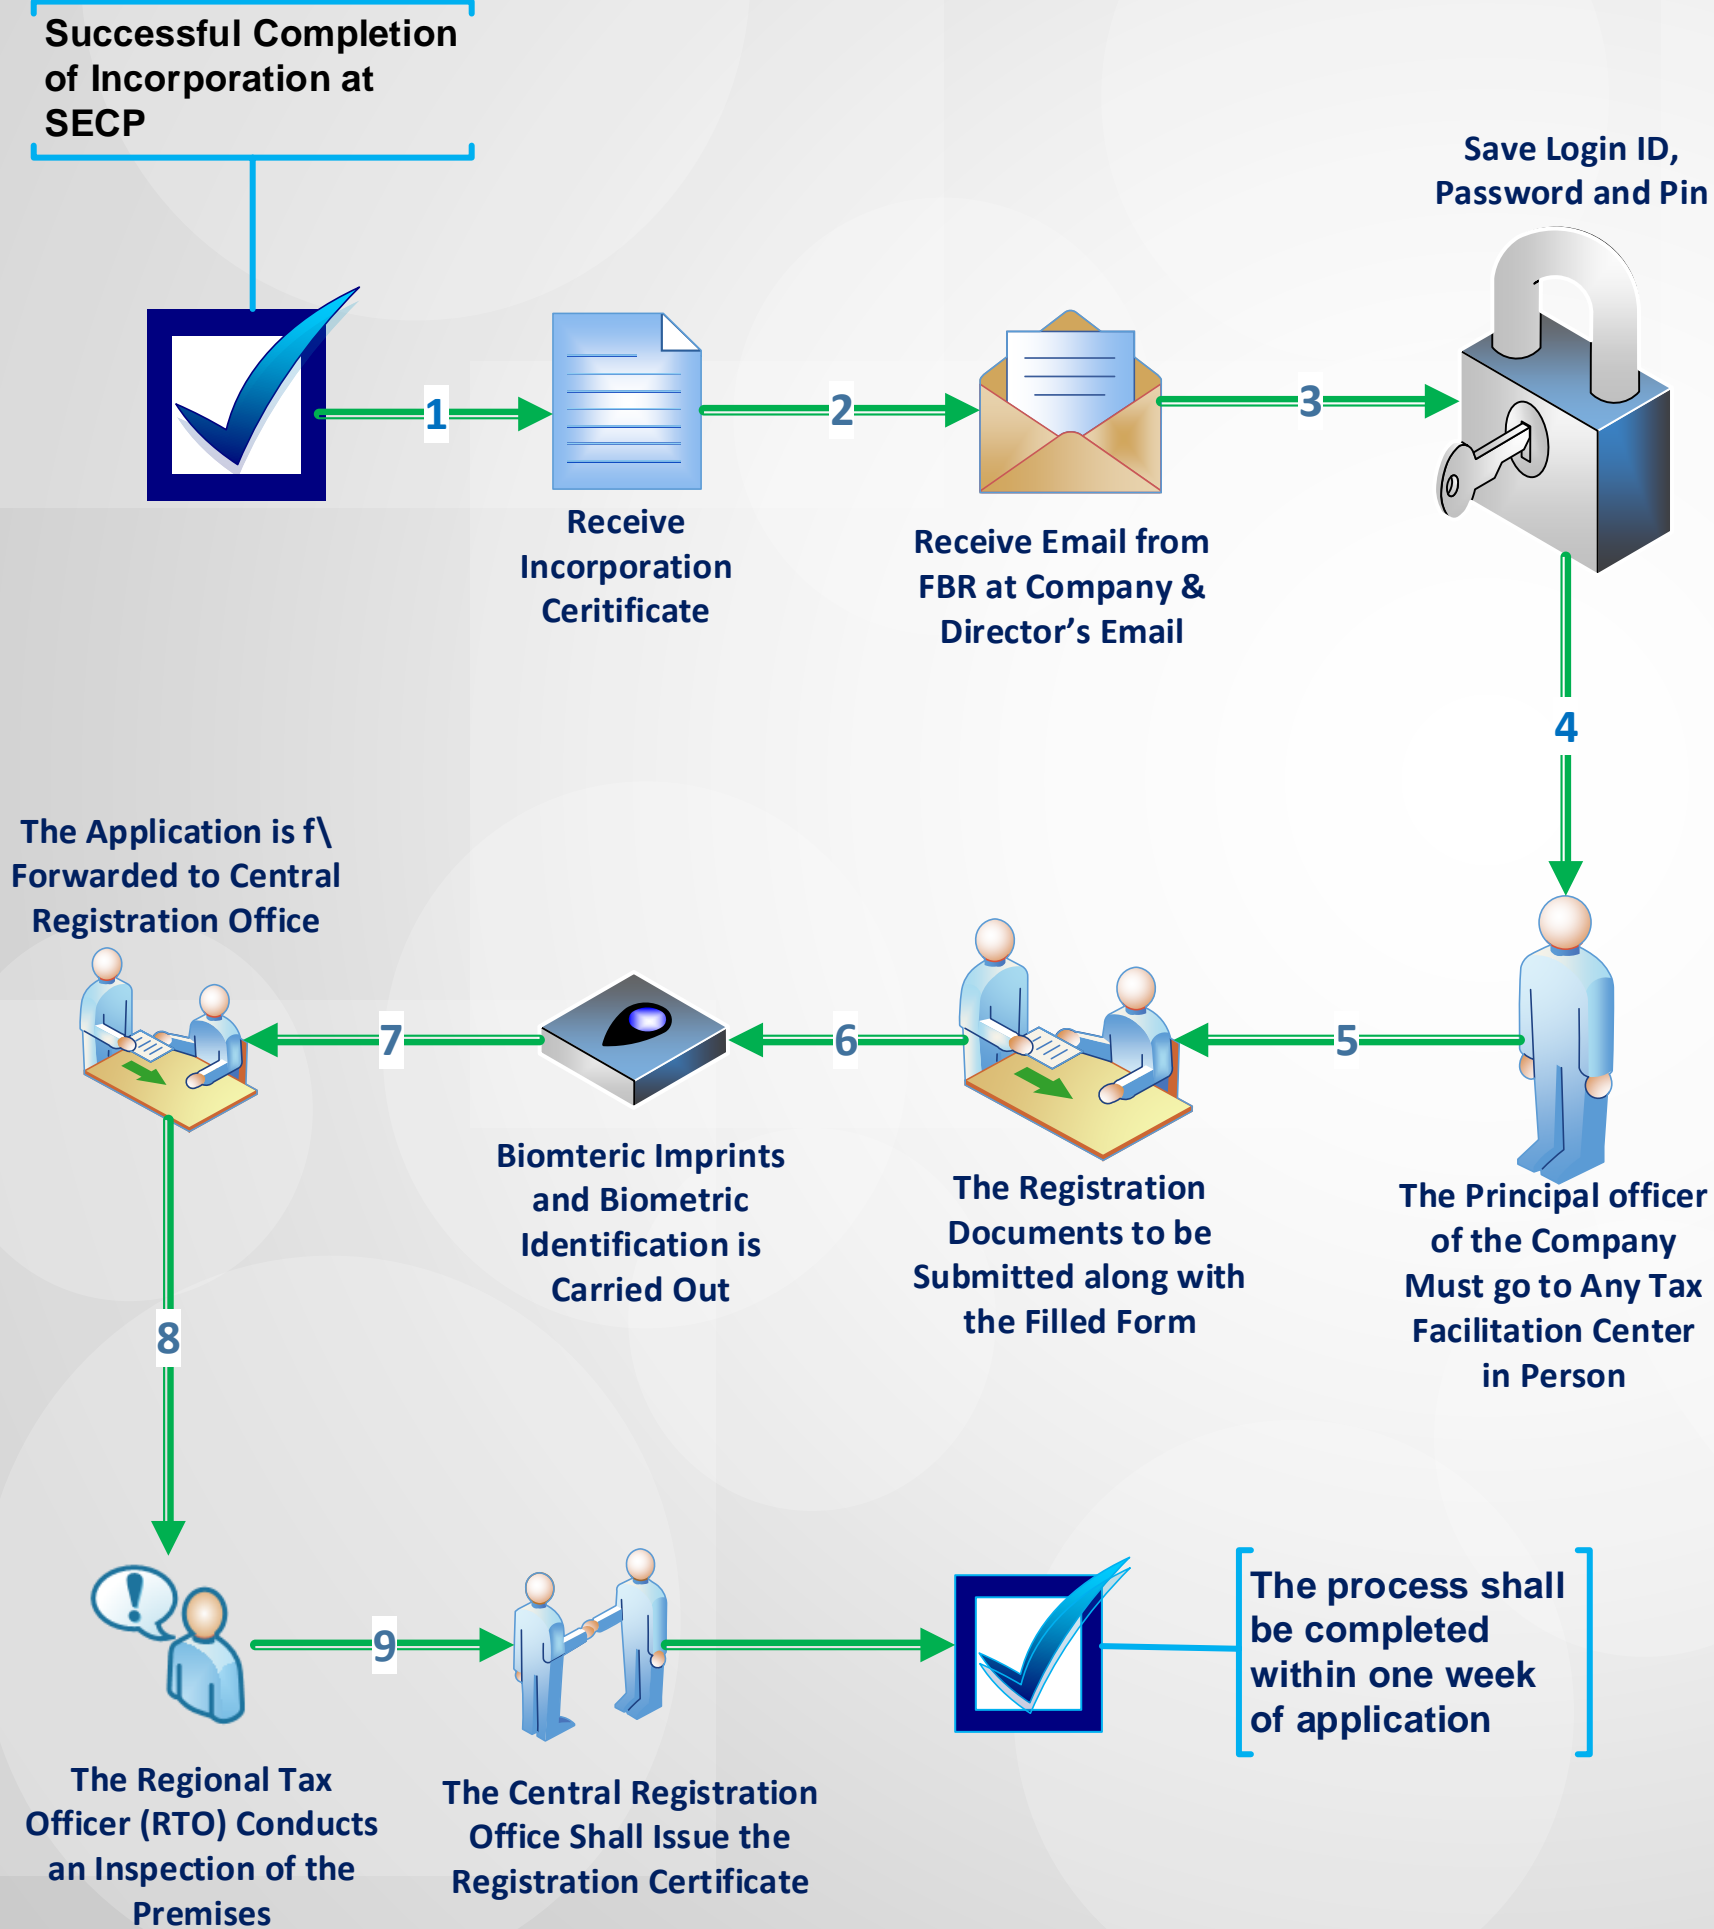 Successful Completion
of Incorporation at
SECP
1
Receive
Incorporation
Ceritificate
2
Receive Email from
FBR at Company &
Director’s Email
3
Save Login ID,
Password and Pin
4
The Principal officer
of the Company
Must go to Any Tax
Facilitation Center
in Person
5
The Registration
Documents to be
Submitted along with
the Filled Form
6
Biomteric Imprints
and Biometric
Identification is
Carried Out
7
The Application is f\
Forwarded to Central
Registration Office
8
The Regional Tax
Officer (RTO) Conducts
an Inspection of the
Premises
9
The Central Registration
Office Shall Issue the
Registration Certificate
The process shall
be completed
within one week
of application